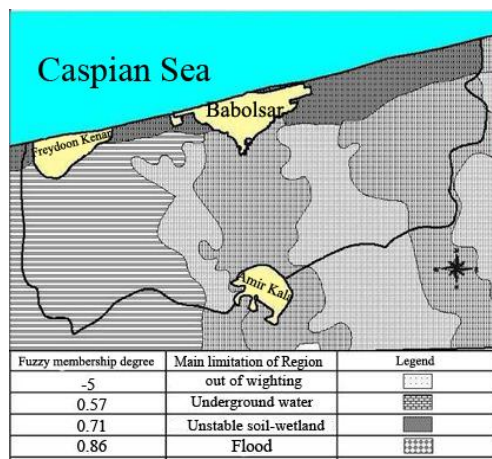 Caspian Sea
Babolsar
Freydoon Kenar
Amir Kala
Fuzzy membership degree Main limitation of Region Legend
-5 out of wighting
0.57 Underground water
0.71 Unstable soil-wetland
0.86 Flood